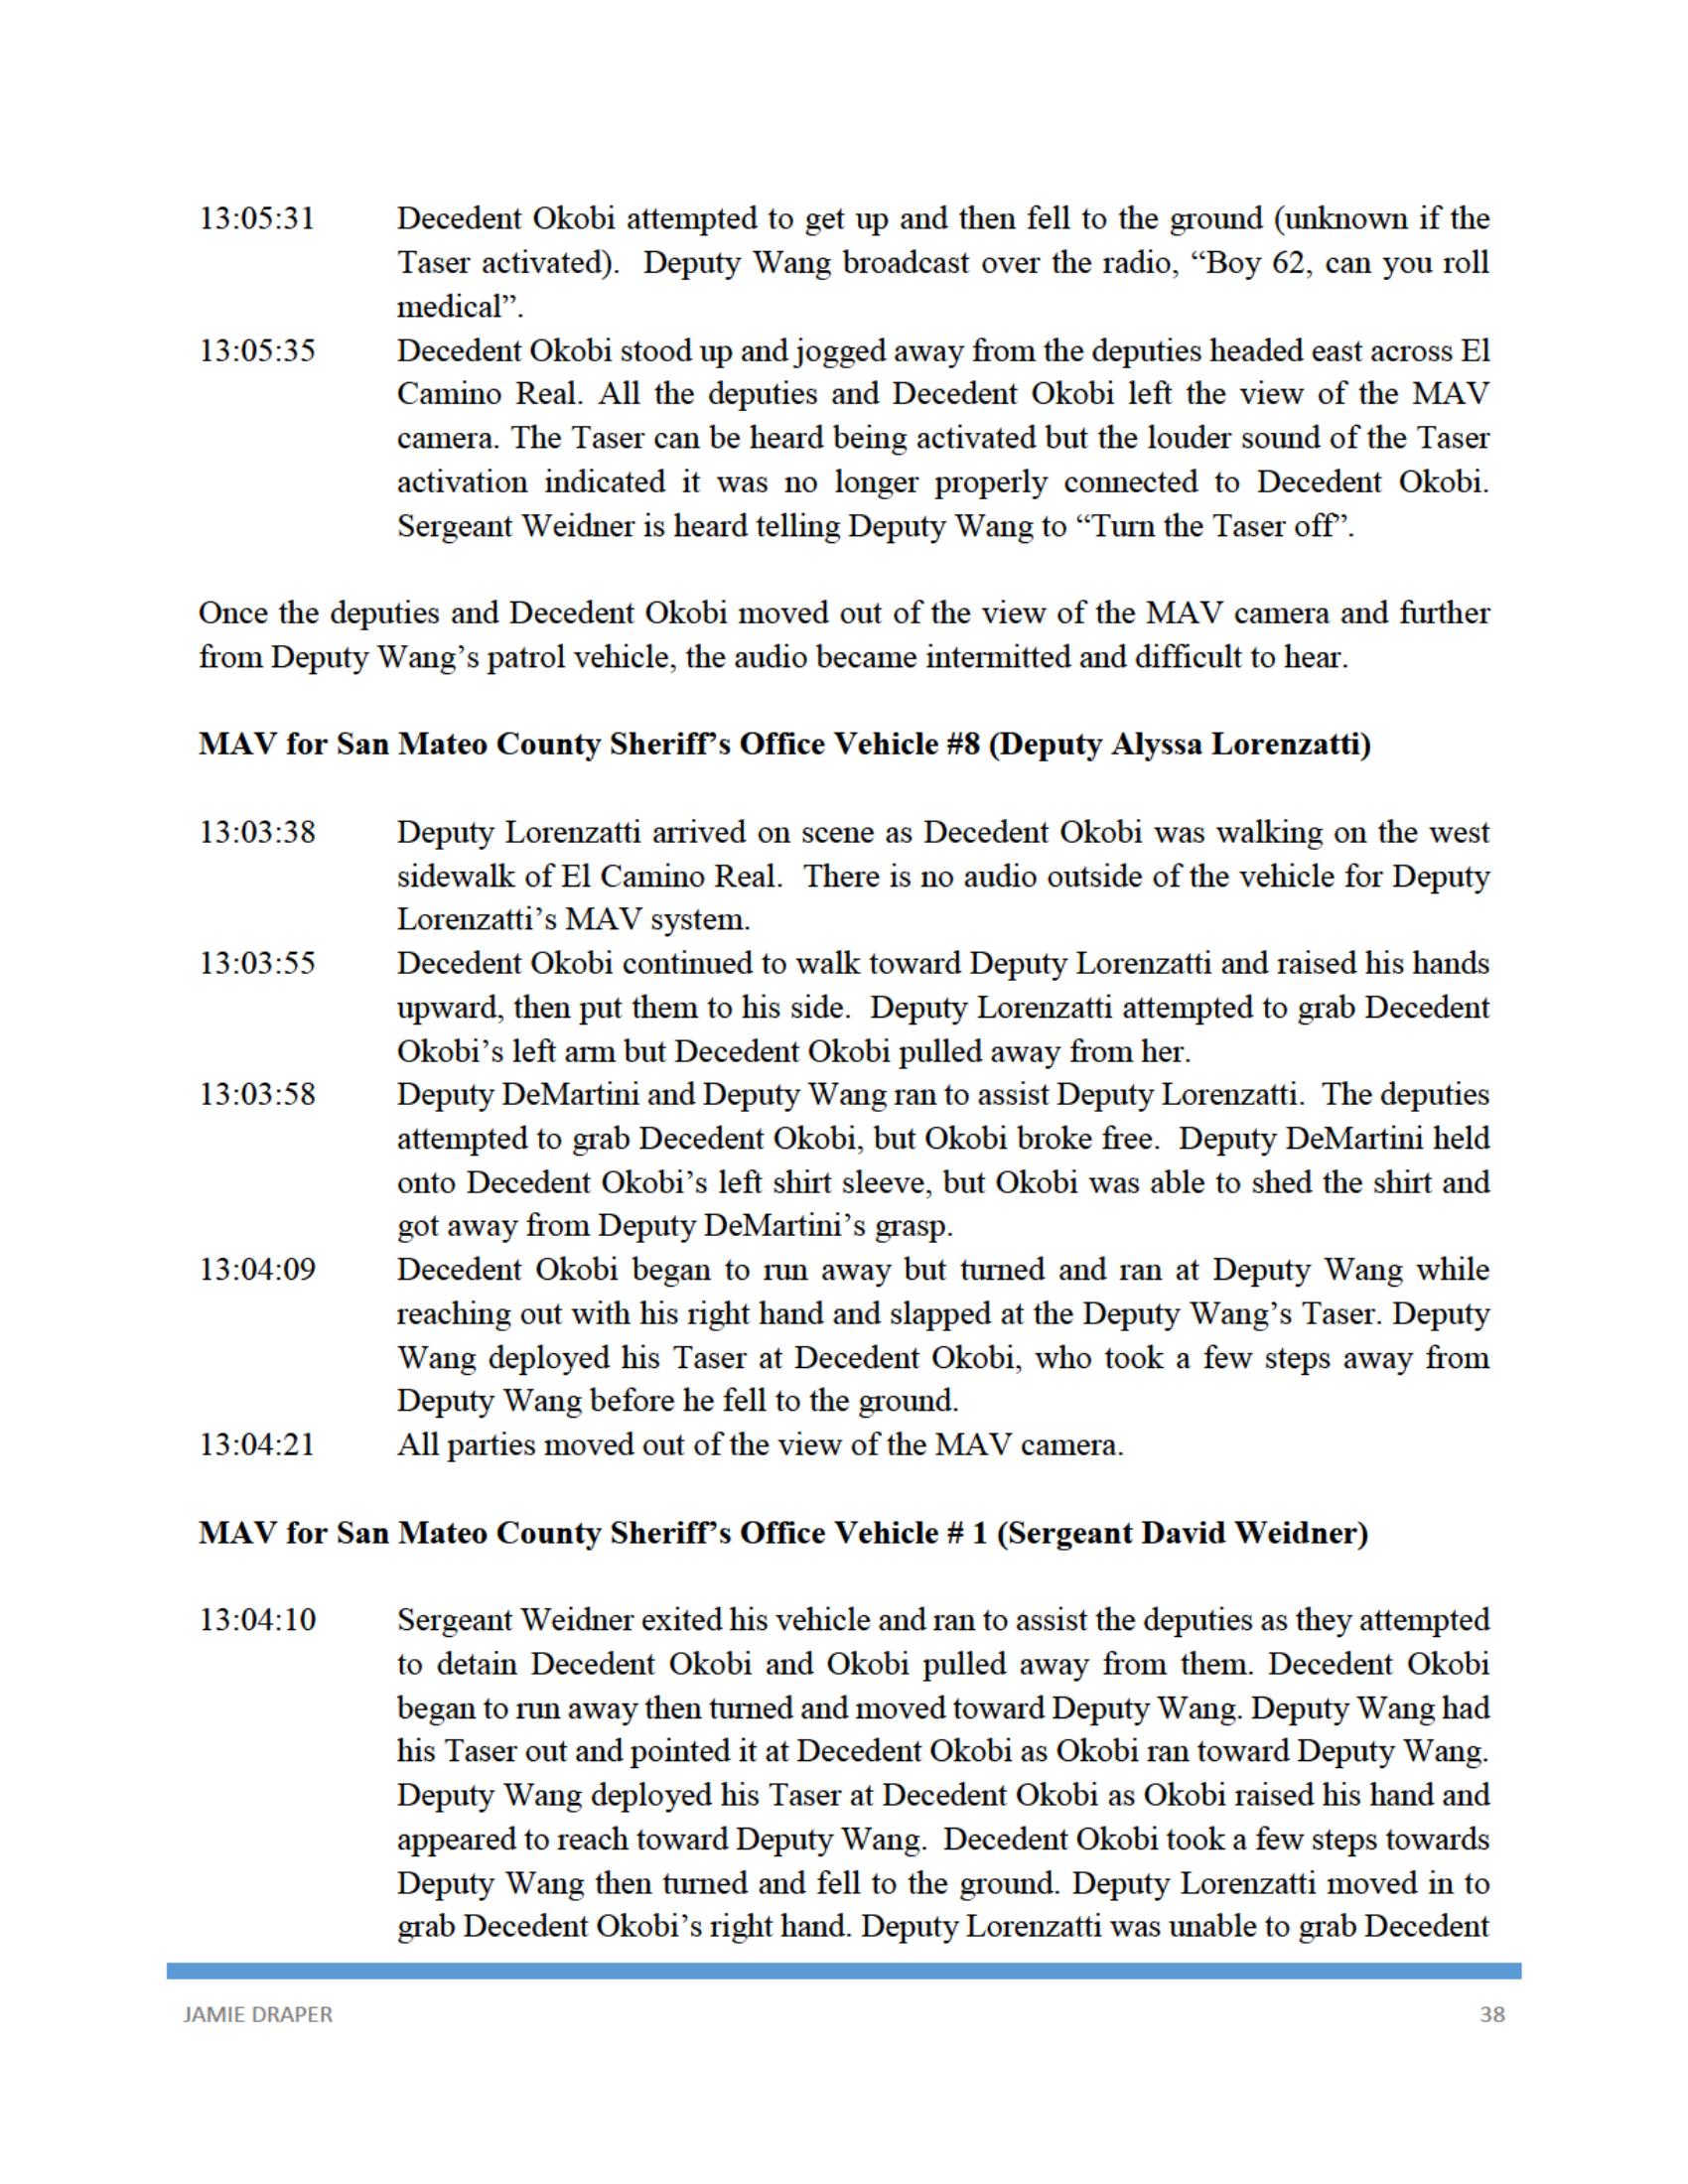 13:05:31 Decedent Okobi attempted to get up and then fell to the ground (unknown if the
Taser activated). Deputy Wang broadcast over the radio, “Boy 62, can you roll
medical”.
13:05:35 Decedent Okobi stood up and jogged away from the deputies headed east across El
Camino Real. All the deputies and Decedent Okobi left the view of the MAV
camera. The Taser can be heard being activated but the louder sound of the Taser
activation indicated it was no longer properly connected to Decedent Okobi.
Sergeant Weidner is heard telling Deputy Wang to “Turn the Taser off”.
Once the deputies and Decedent Okobi moved out of the view of the MAV camera and further
from Deputy Wang’s patrol vehicle, the audio became intermitted and difficult to hear.
MAV for San Mateo County Sheriff’s Office Vehicle #8 (Deputy Alyssa Lorenzatti)
13:03:38 Deputy Lorenzatti arrived on scene as Decedent Okobi was walking on the west
sidewalk of El Camino Real. There is no audio outside of the vehicle for Deputy
Lorenzatti’s MAV system.
13:03:55 Decedent Okobi continued to walk toward Deputy Lorenzatti and raised his hands
upward, then put them to his side. Deputy Lorenzatti attempted to grab Decedent
Okobi’s left arm but Decedent Okobi pulled away from her.
13:03:58 Deputy DeMartini and Deputy Wang ran to assist Deputy Lorenzatti. The deputies
attempted to grab Decedent Okobi, but Okobi broke free. Deputy DeMartini held
onto Decedent Okobi’s left shirt sleeve, but Okobi was able to shed the shirt and
got away from Deputy DeMartini’s grasp.
13:04:09 Decedent Okobi began to run away but turned and ran at Deputy Wang while
reaching out with his right hand and slapped at the Deputy Wang’s Taser. Deputy
Wang deployed his Taser at Decedent Okobi, who took a few steps away from
Deputy Wang before he fell to the ground.
13:04:21 All parties moved out of the view of the MAV camera.
MAV for San Mateo County Sheriff’s Office Vehicle # 1 (Sergeant David Weidner)
13:04:10 Sergeant Weidner exited his vehicle and ran to assist the deputies as they attempted
to detain Decedent Okobi and Okobi pulled away from them. Decedent Okobi
began to run away then turned and moved toward Deputy Wang. Deputy Wang had
his Taser out and pointed it at Decedent Okobi as Okobi ran toward Deputy Wang.
Deputy Wang deployed his Taser at Decedent Okobi as Okobi raised his hand and
appeared to reach toward Deputy Wang. Decedent Okobi took a few steps towards
Deputy Wang then turned and fell to the ground. Deputy Lorenzatti moved in to
grab Decedent Okobi’s right hand. Deputy Lorenzatti was unable to grab Decedent
JAMIE DRAPER 38